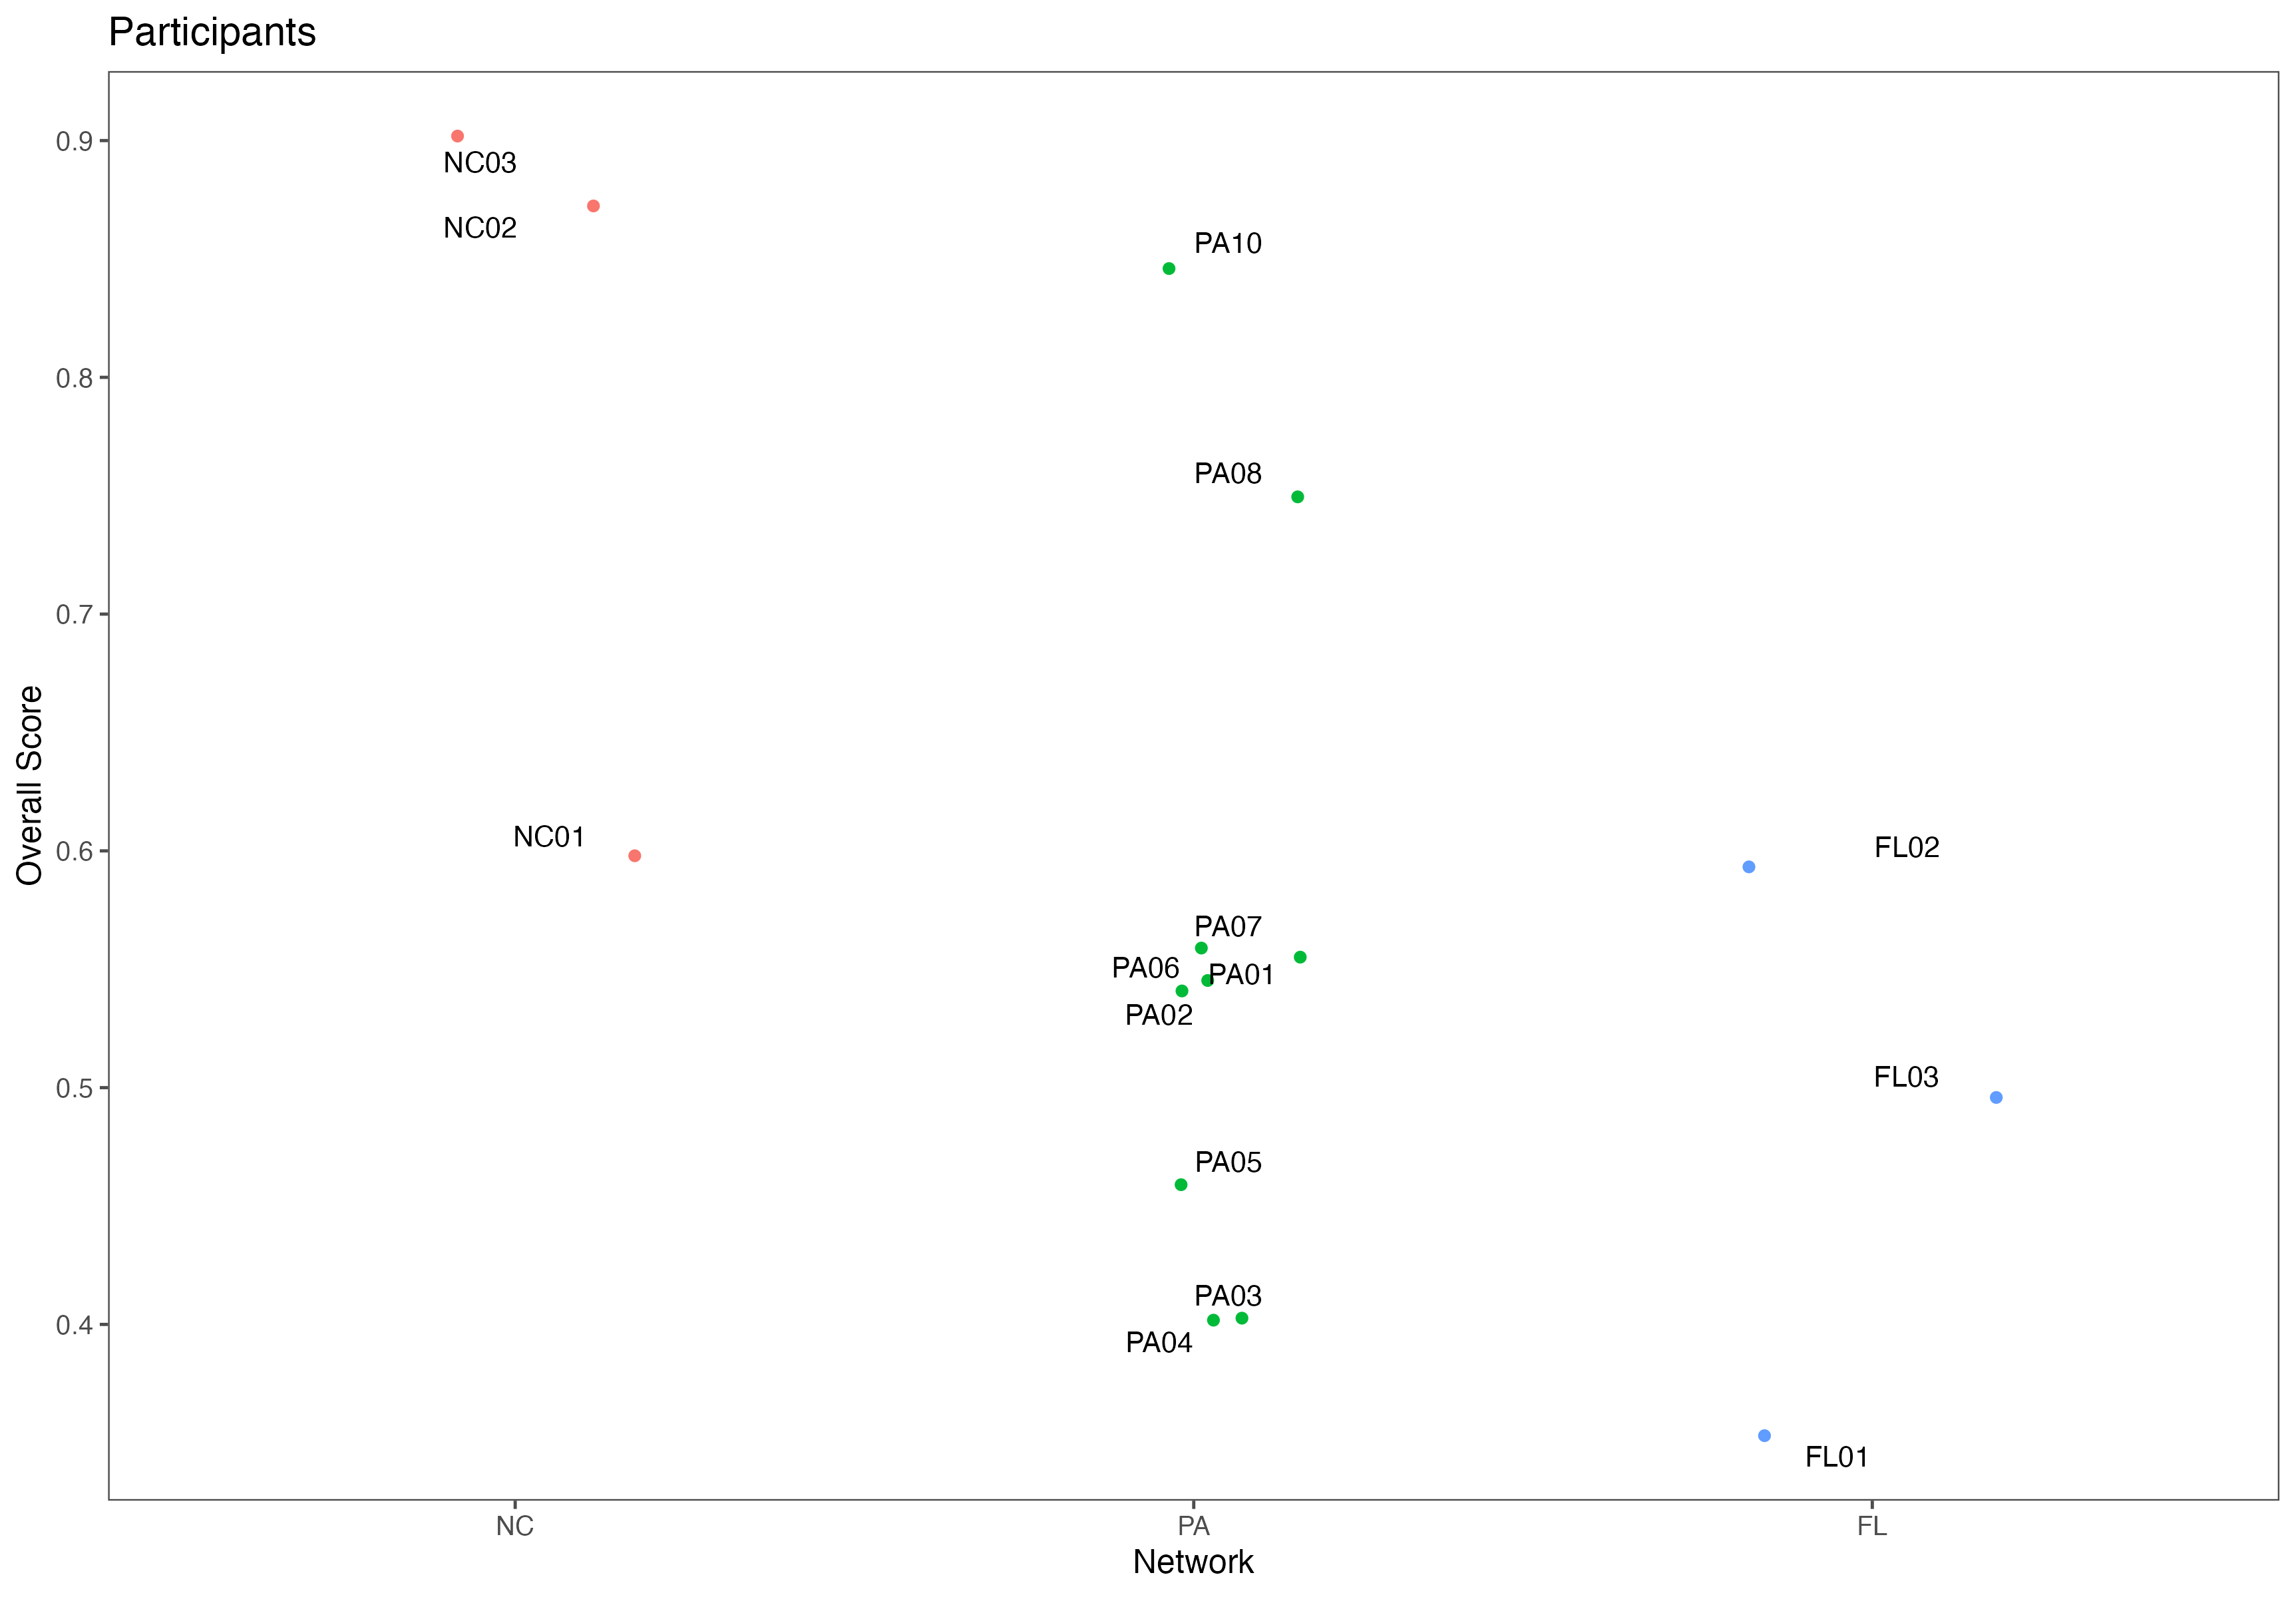 Participants
Overall Score
0.9
0.8
0.7
0.6
0.5
0.4
NC03
NC02
PA10
PA08
NC01
FL02
PA07
PA06
PA01
PA02
FL03
PA05
PA03
PA04
FL01
NC
PA
FL
Network